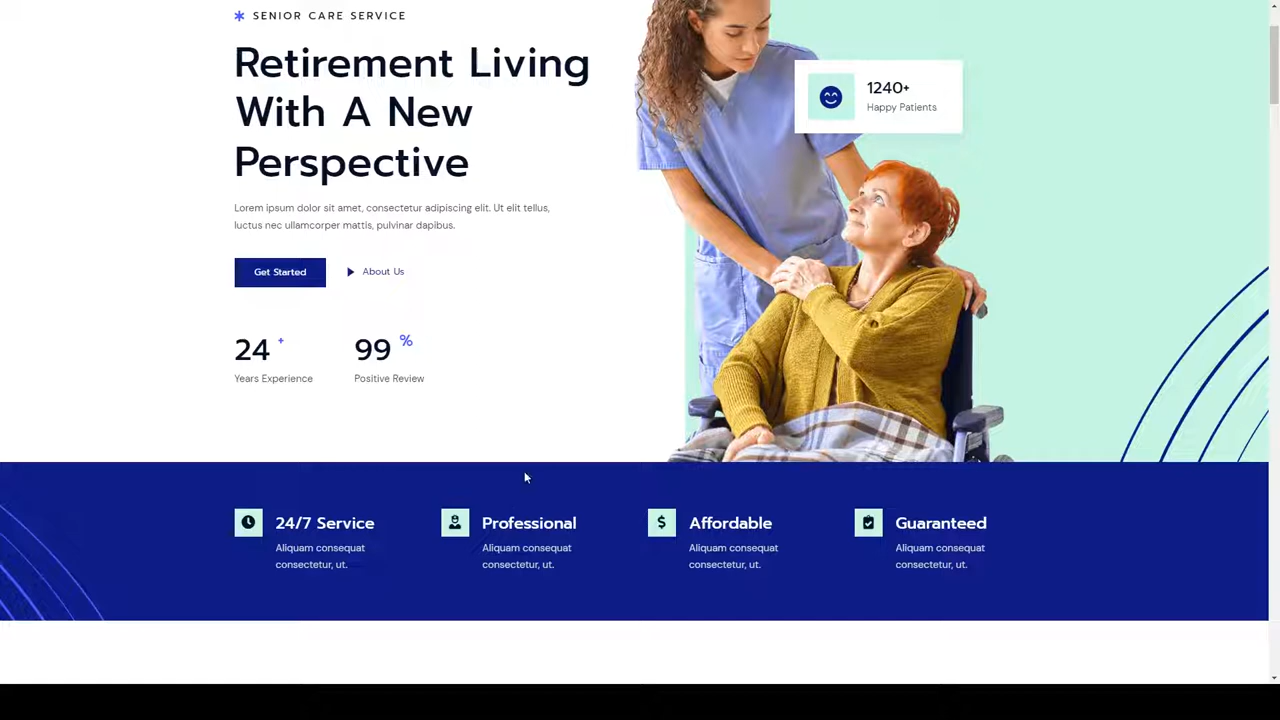 SENIOR CARE SERVICE
Retirement Living
With A New
Perspective
Lorem ipsum dolor sit amet, consectetur adipiscing elit. Ut elit tellus,
luctus nec ullamcorper mattis, pulvinar dapibus.
Get Started
About Us
24 +
Years Experience
99 %
Positive Review
1240+
Happy Patients
24/7 Service
Aliquam consequat
consectetur, ut.
Professional
Aliquam consequat
consectetur, ut.
Affordable
Aliquam consequat
consectetur, ut.
Guaranteed
Aliquam consequat
consectetur, ut.